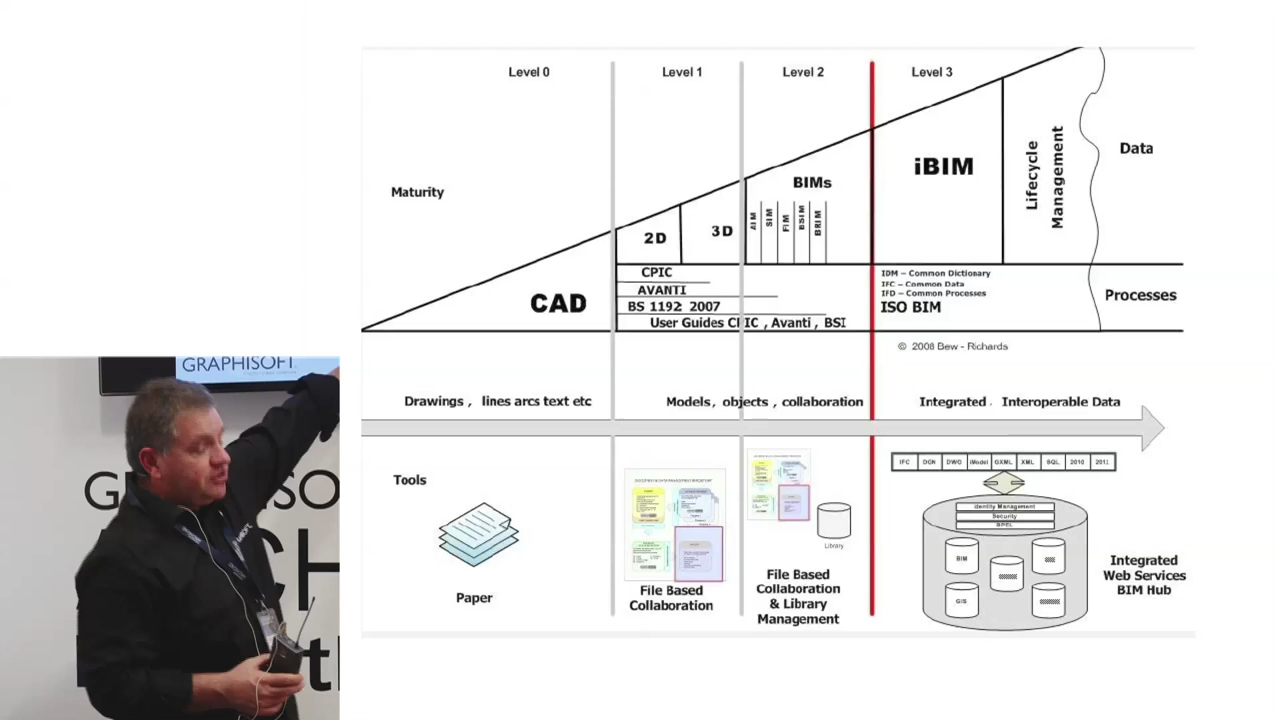 Level 0
Level 1
Level 2
Level 3
Maturity
BIMs
iBIM
Lifecycle
Management
Data
2D
3D
AIM
SIM
FIM
BSIM
BRIM
CAD
CPIC
AVANTI
BS 1192 2007
User Guides CPIC , Avanti , BSI
IDM – Common Dictionary
IFC – Common Data
IFD – Common Processes
ISO BIM
Processes
© 2008 Bew - Richards
Drawings , lines arcs text etc
Models, objects , collaboration
Integrated . Interoperable Data
Tools
Paper
File Based
Collaboration
Library
File Based
Collaboration
& Library
Management
IFC DGN DWG iModel GXML XML SQL 2010 2011
Identity Management
Security
BPEL
BIM
GIS
Integrated
Web Services
BIM Hub
GRAPHISOFT